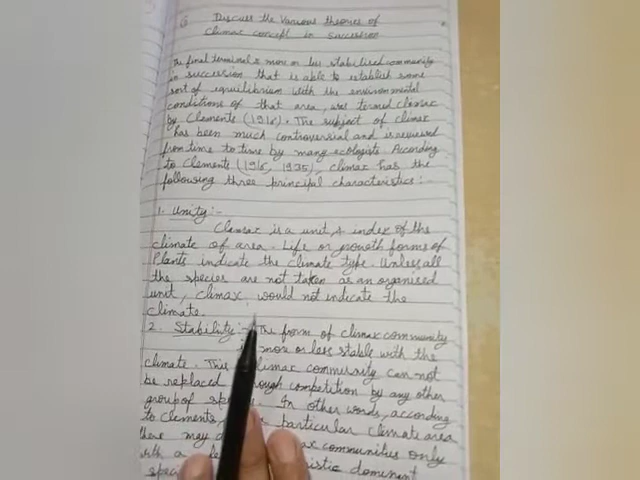 Discuss the Various theories of
Climax concept in Succession
The final terminal & more or less stabilized community
in succession that is able to establish some
sort of equilibrium with the environmental
conditions of that area, was termed climax
by Clements (1916). The subject of climax
has been much controversial and is reviewed
from time to time by many ecologists According
to Clements (1916, 1935), climax has the
following three principal characteristics:-
1. Unity:-
Climax is a unit, & index of the
climate of area. Life or growth forms of
Plants indicate the climate type. Unless all
the species are not taken as an organised
unit, climax would not indicate the
climate.
2. Stability:- The form of climax community
is more or less stable with the
climate. This climax community can not
be replaced through competition by any other
group of In other words, according
to Clements, particular climate area
there may communities only
with a dominant